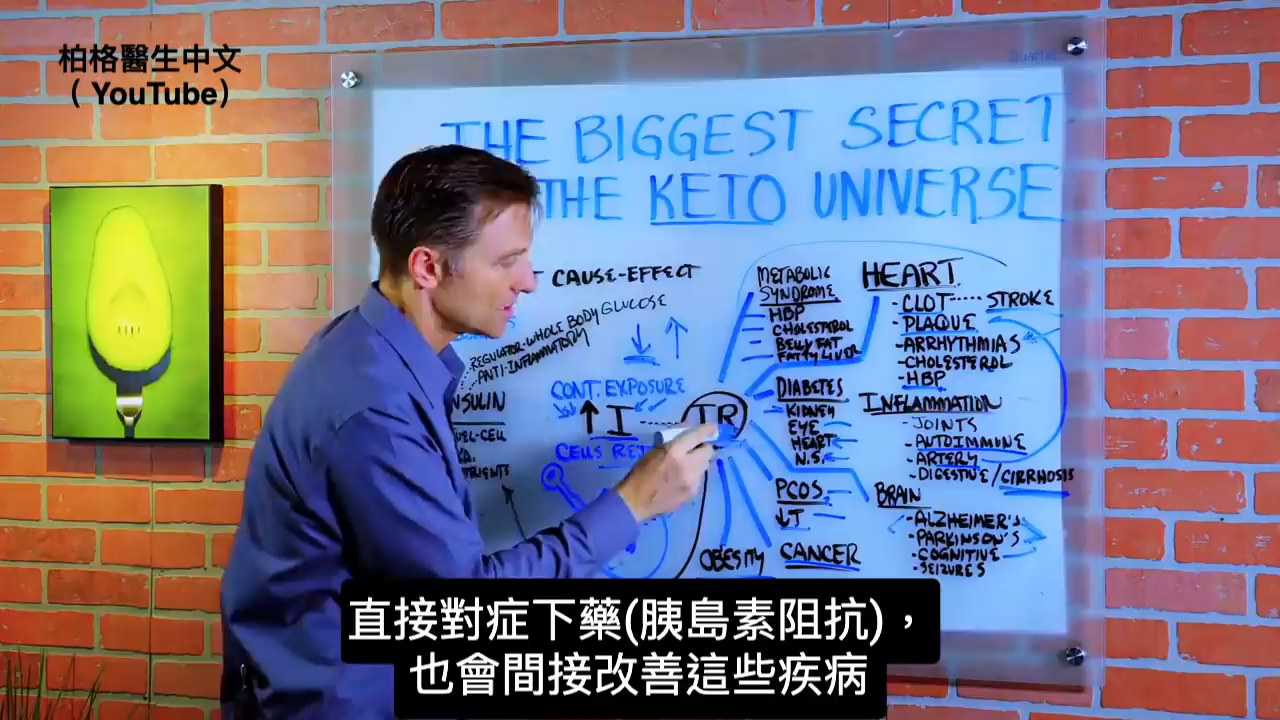 柏格醫生中文
（ YouTube）
Quartet
THE BIGGEST SECRET
THE KETO UNIVERSE
CAUSE-EFFECT
REGULATOR-WHOLE BODY GLUCOSE
ANTI-INFLAMMATORY
CONT. EXPOSURE
I
IR
CELLS
METABOLIC
SYNDROME
HBP
CHOLESTEROL
BELLY FAT
FATTY LIVER
DIABETES
KIDNEY
EYE
HEART
N.S.
PCOS
↓T
OBESITY
CANCER
HEART
- CLOT ..... STROKE
- PLAQUE
- ARRHYTHMIAS
- CHOLESTEROL
- HBP
INFLAMMATION
- JOINTS
- AUTOIMMUNE
- ARTERY
- DIGESTIVE / CIRRHOSIS
BRAIN
- ALZHEIMER'S
- PARKINSON'S
- COGNITIVE
- SEIZURES
直接對症下藥(胰島素阻抗)，
也會間接改善這些疾病